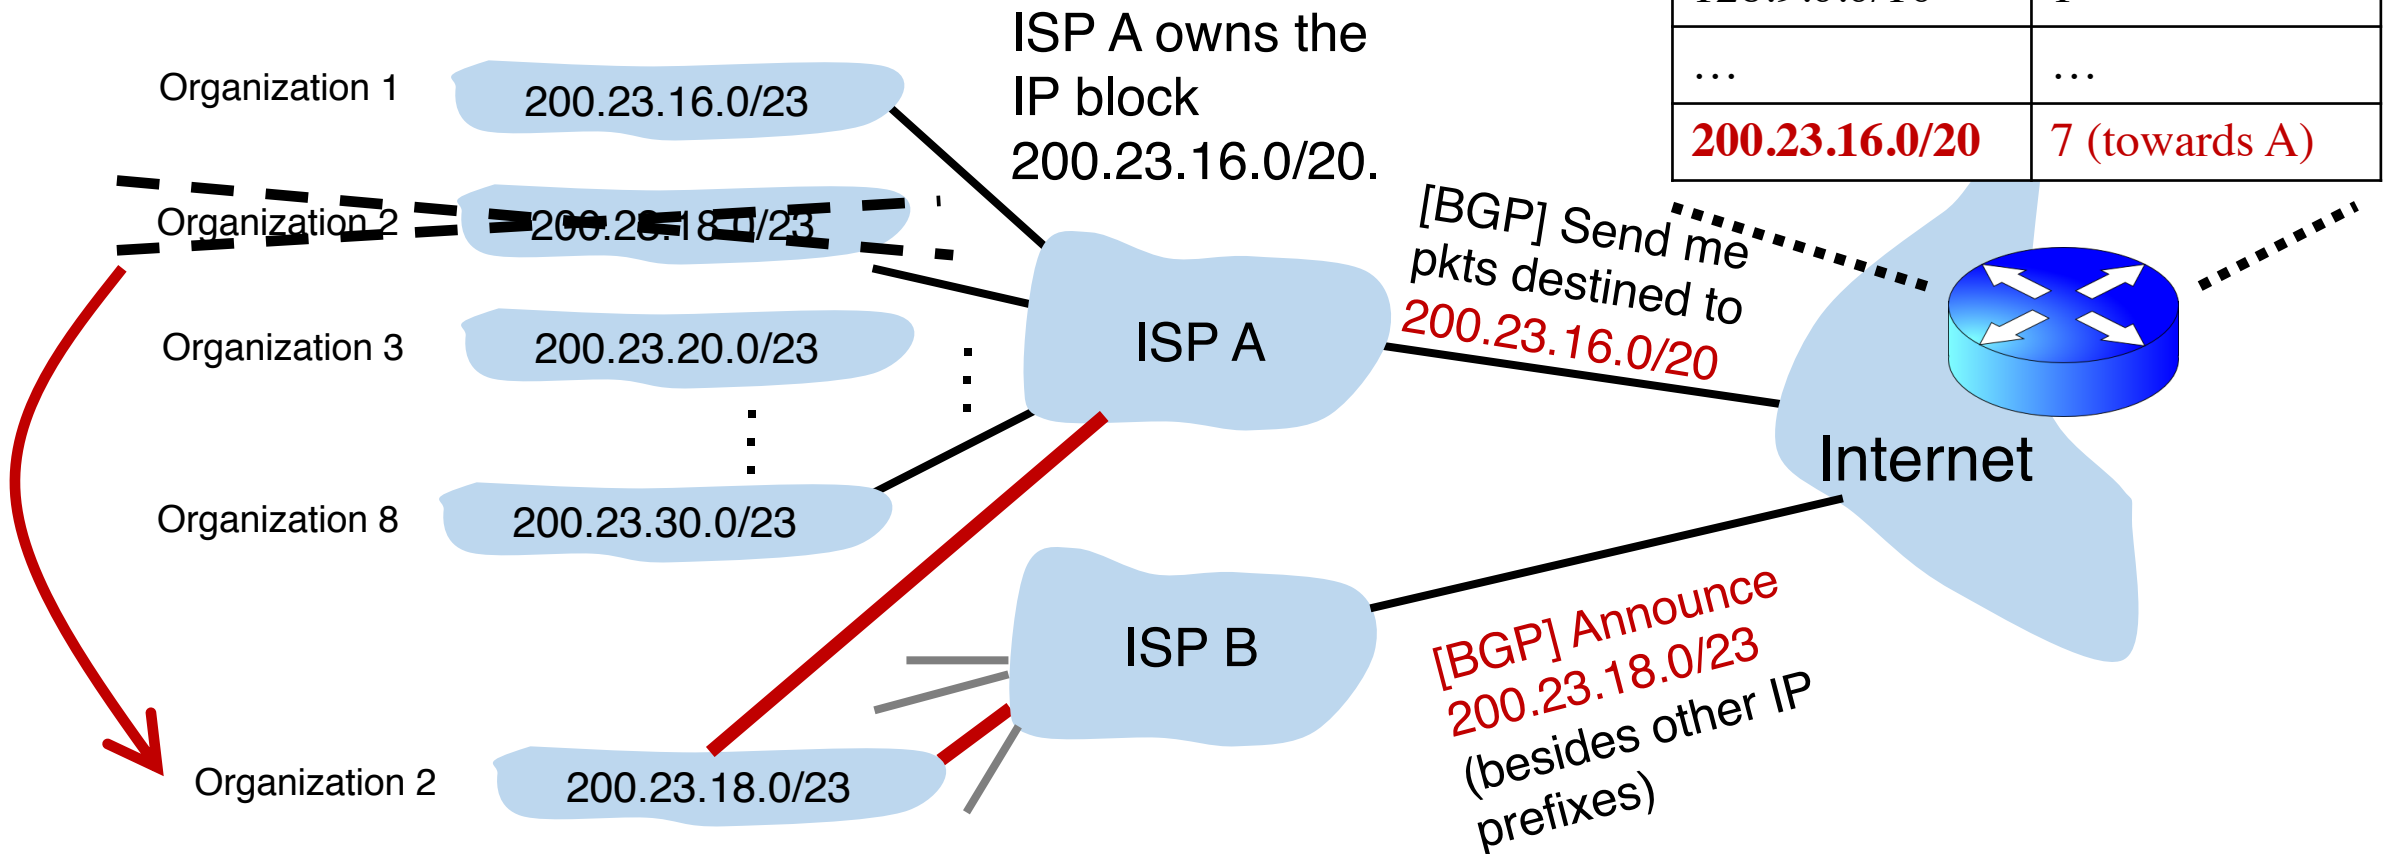 ISP A owns the
IP block
200.23.16.0/20.
… …
200.23.16.0/20 7 (towards A)
Organization 1 200.23.16.0/23
Organization 2 200.23.18.0/23
Organization 3 200.23.20.0/23
Organization 8 200.23.30.0/23
ISP A
[BGP] Send me
pkts destined to
200.23.16.0/20
Internet
ISP B
[BGP] Announce
200.23.18.0/23
(besides other IP
prefixes)
Organization 2 200.23.18.0/23